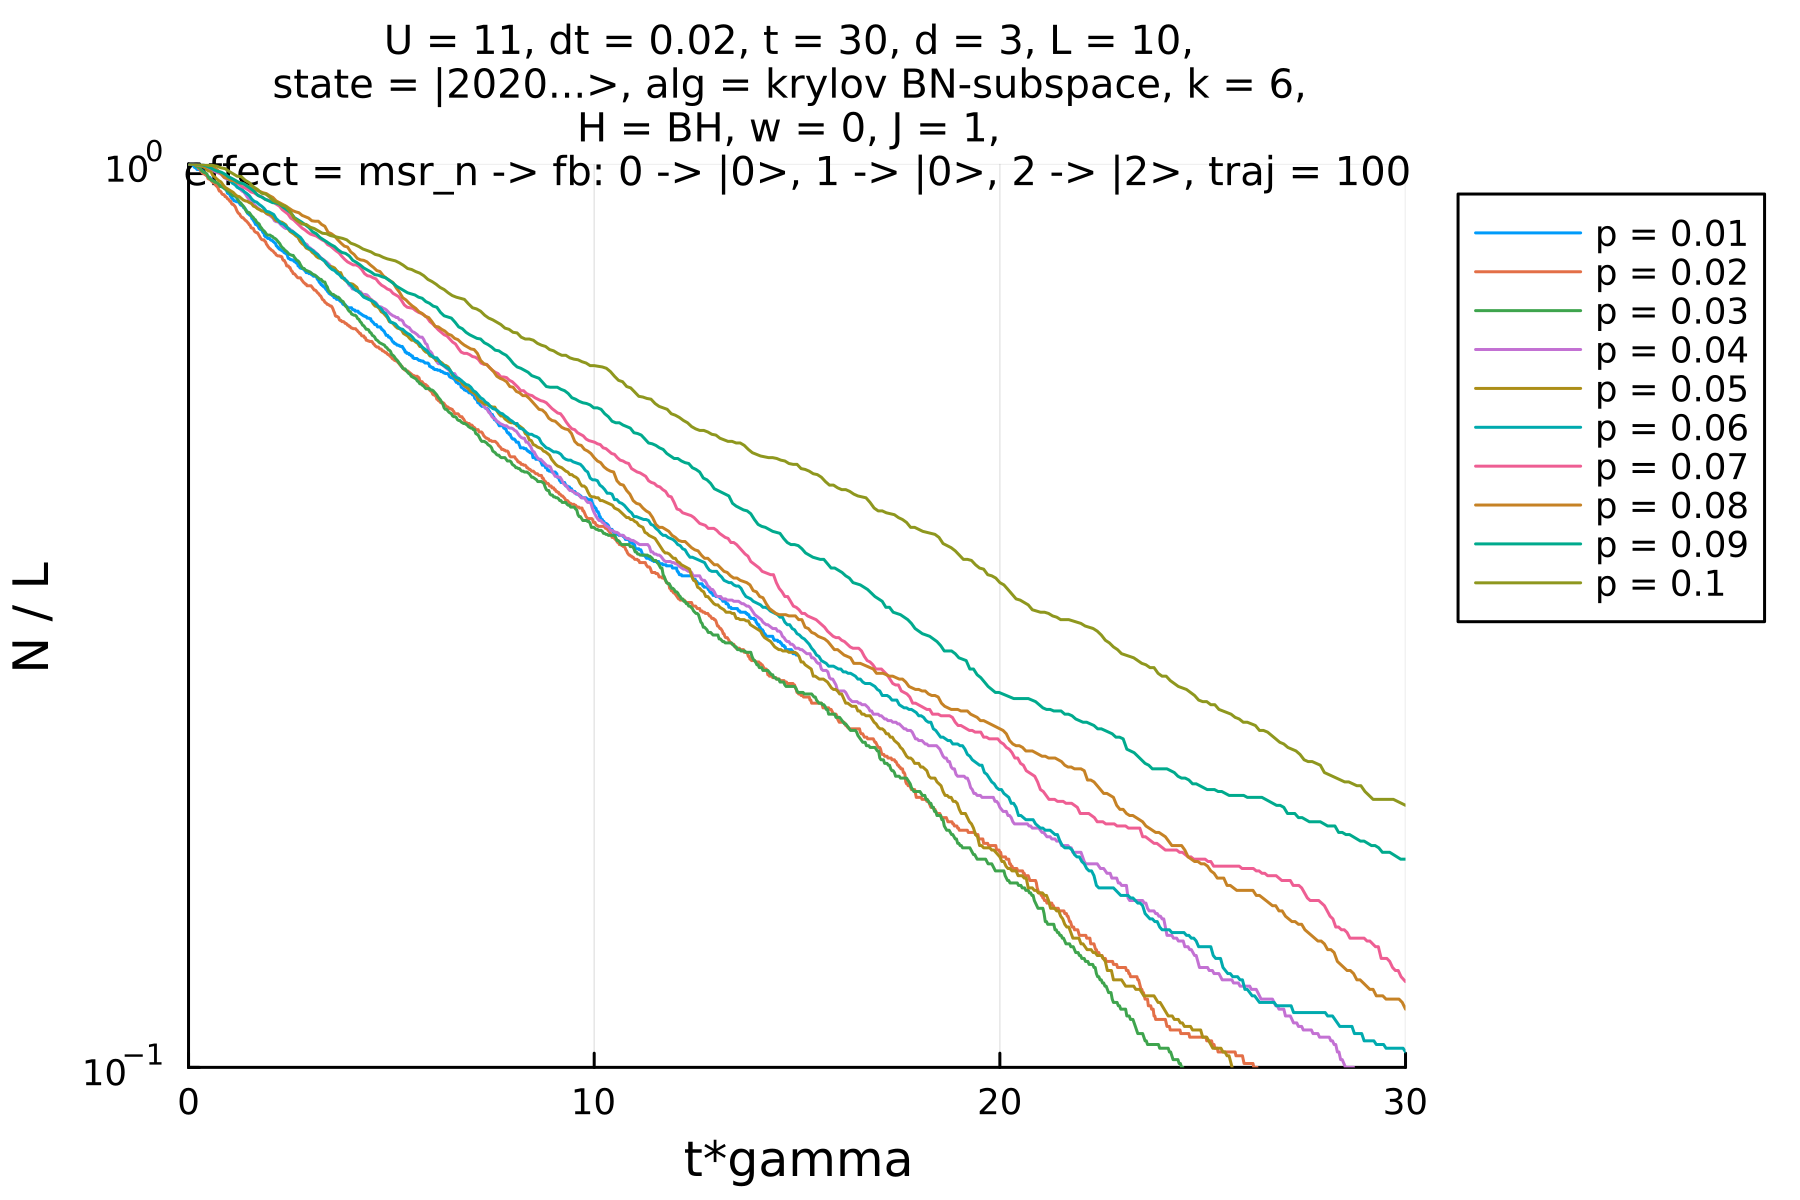 U = 11, dt = 0.02, t = 30, d = 3, L = 10,
state = |2020...>, alg = krylov BN-subspace, k = 6,
H = BH, w = 0, J = 1,
effect = msr_n -> fb: 0 -> |0>, 1 -> |0>, 2 -> |2>, traj = 100
10⁰
10⁻¹
N / L
0 10 20 30
t*gamma
p = 0.01
p = 0.02
p = 0.03
p = 0.04
p = 0.05
p = 0.06
p = 0.07
p = 0.08
p = 0.09
p = 0.1